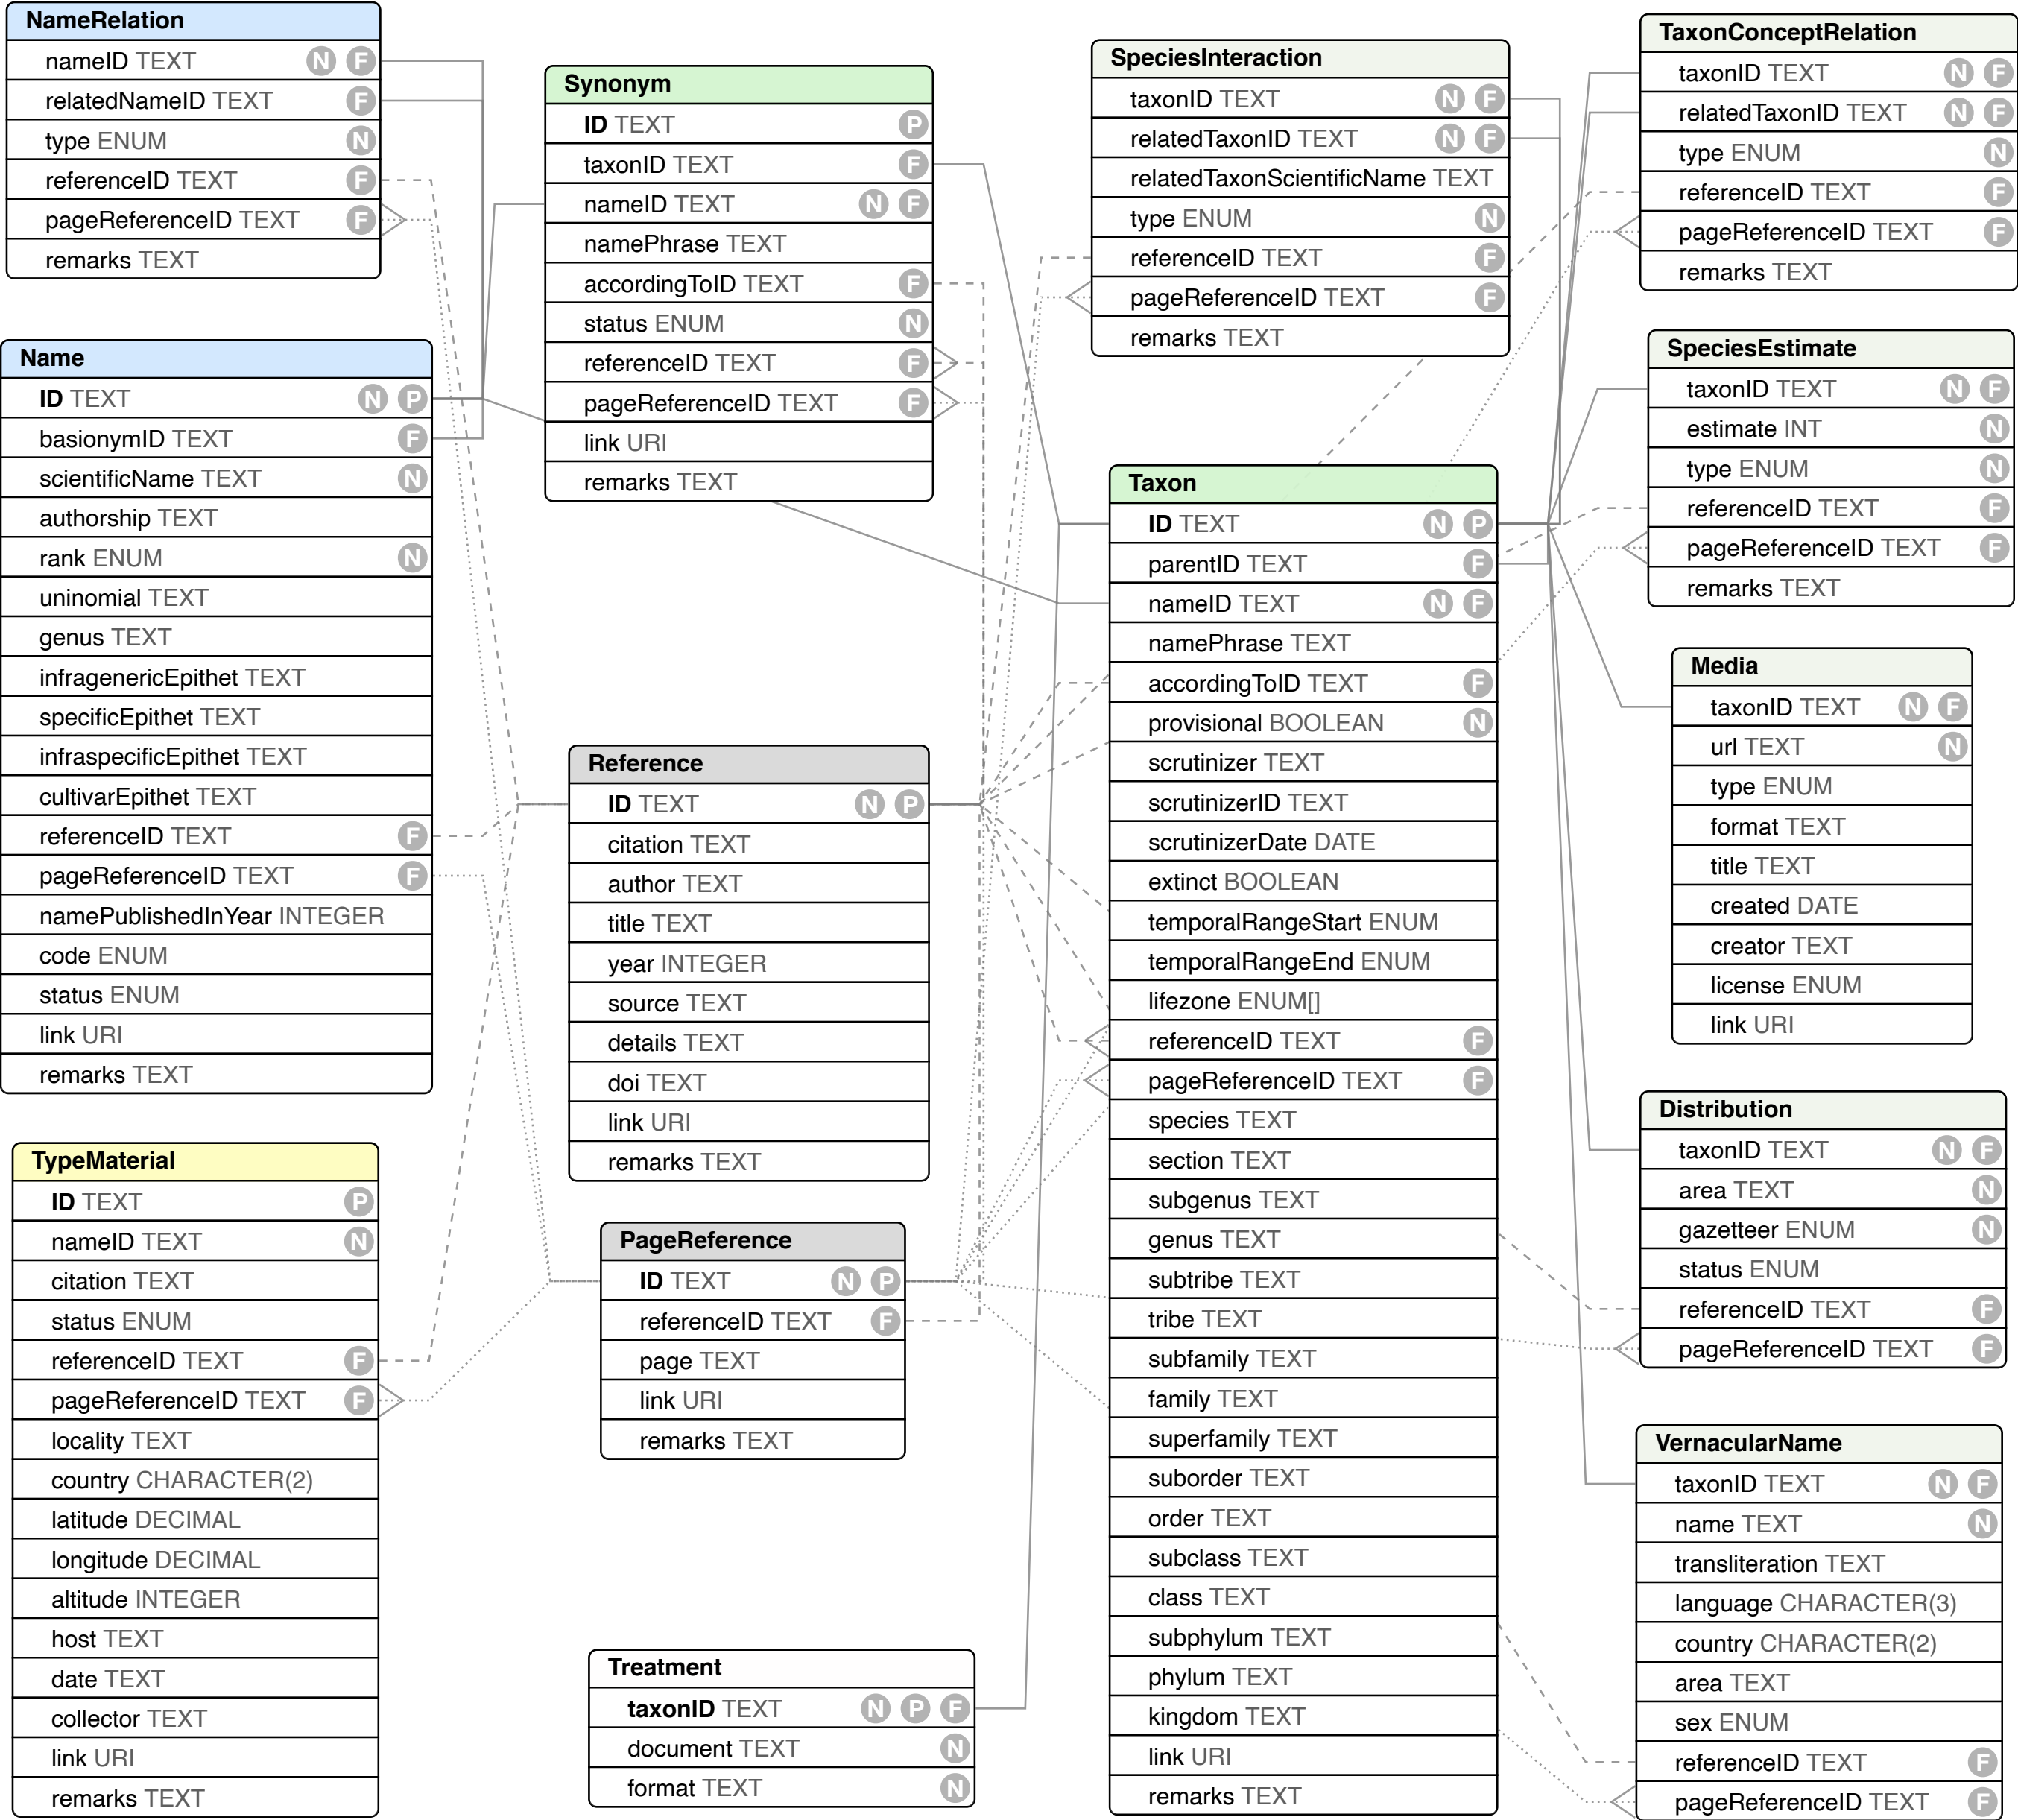 NameRelation
nameID TEXT N F
relatedNameID TEXT F
type ENUM N
referenceID TEXT F
pageReferenceID TEXT F
remarks TEXT
Name
ID TEXT N P
basionymID TEXT F
scientificName TEXT N
authorship TEXT
rank ENUM N
uninomial TEXT
genus TEXT
infragenericEpithet TEXT
specificEpithet TEXT
infraspecificEpithet TEXT
cultivarEpithet TEXT
referenceID TEXT F
pageReferenceID TEXT F
namePublishedInYear INTEGER
code ENUM
status ENUM
link URI
remarks TEXT
TypeMaterial
ID TEXT P
nameID TEXT N
citation TEXT
status ENUM
referenceID TEXT F
pageReferenceID TEXT F
locality TEXT
country CHARACTER(2)
latitude DECIMAL
longitude DECIMAL
altitude INTEGER
host TEXT
date TEXT
collector TEXT
link URI
remarks TEXT
Synonym
ID TEXT P
taxonID TEXT F
nameID TEXT N F
namePhrase TEXT
accordingToID TEXT F
status ENUM N
referenceID TEXT F
pageReferenceID TEXT F
link URI
remarks TEXT
Reference
ID TEXT N P
citation TEXT
author TEXT
title TEXT
year INTEGER
source TEXT
details TEXT
doi TEXT
link URI
remarks TEXT
PageReference
ID TEXT N P
referenceID TEXT F
page TEXT
link URI
remarks TEXT
Treatment
taxonID TEXT N P F
document TEXT N
format TEXT N
SpeciesInteraction
taxonID TEXT N F
relatedTaxonID TEXT N F
relatedTaxonScientificName TEXT
type ENUM N
referenceID TEXT F
pageReferenceID TEXT F
remarks TEXT
Taxon
ID TEXT N P
parentID TEXT F
nameID TEXT N F
namePhrase TEXT
accordingToID TEXT F
provisional BOOLEAN N
scrutinizer TEXT
scrutinizerID TEXT
scrutinizerDate DATE
extinct BOOLEAN
temporalRangeStart ENUM
temporalRangeEnd ENUM
lifezone ENUM[]
referenceID TEXT F
pageReferenceID TEXT F
species TEXT
section TEXT
subgenus TEXT
genus TEXT
subtribe TEXT
tribe TEXT
subfamily TEXT
family TEXT
superfamily TEXT
suborder TEXT
order TEXT
subclass TEXT
class TEXT
subphylum TEXT
phylum TEXT
kingdom TEXT
link URI
remarks TEXT
TaxonConceptRelation
taxonID TEXT N F
relatedTaxonID TEXT N F
type ENUM N
referenceID TEXT F
pageReferenceID TEXT F
remarks TEXT
SpeciesEstimate
taxonID TEXT N F
estimate INT N
type ENUM N
referenceID TEXT F
pageReferenceID TEXT F
remarks TEXT
Media
taxonID TEXT N F
url TEXT N
type ENUM
format TEXT
title TEXT
created DATE
creator TEXT
license ENUM
link URI
Distribution
taxonID TEXT N F
area TEXT N
gazetteer ENUM N
status ENUM
referenceID TEXT F
pageReferenceID TEXT F
VernacularName
taxonID TEXT N F
name TEXT N
transliteration TEXT
language CHARACTER(3)
country CHARACTER(2)
area TEXT
sex ENUM
referenceID TEXT F
pageReferenceID TEXT F